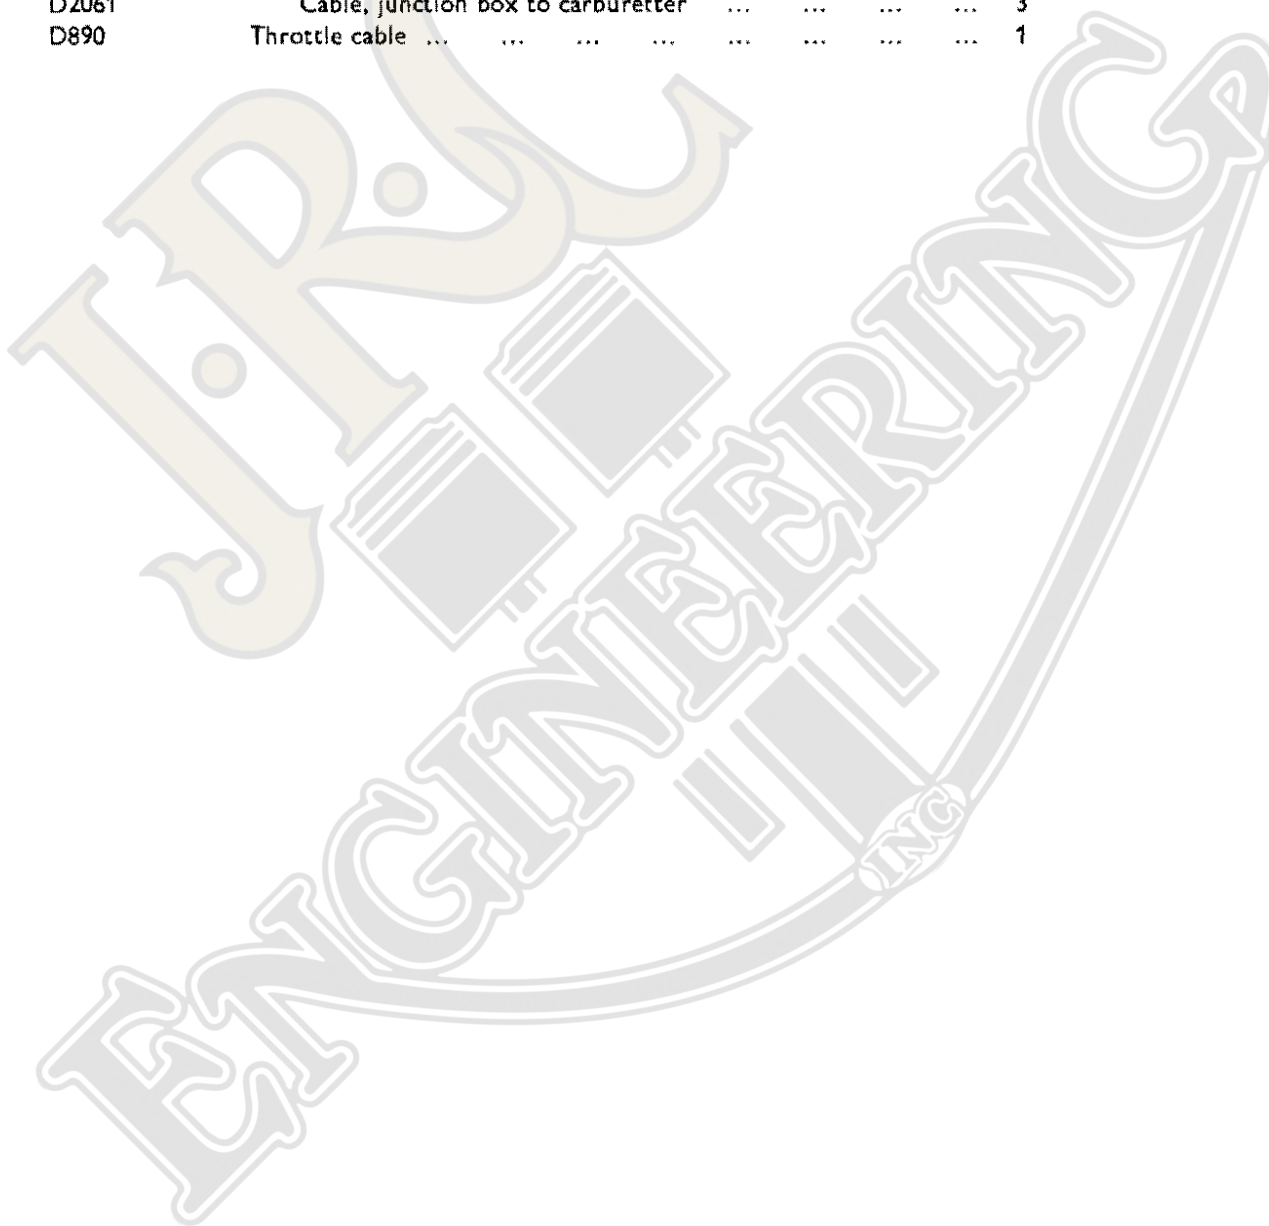 D2061 Cable, junction box to carburetter ... ... ... ... 3
D890 Throttle cable ... ... ... ... ... ... ... ... 1
J.R.C.
ENGINEERING
INC